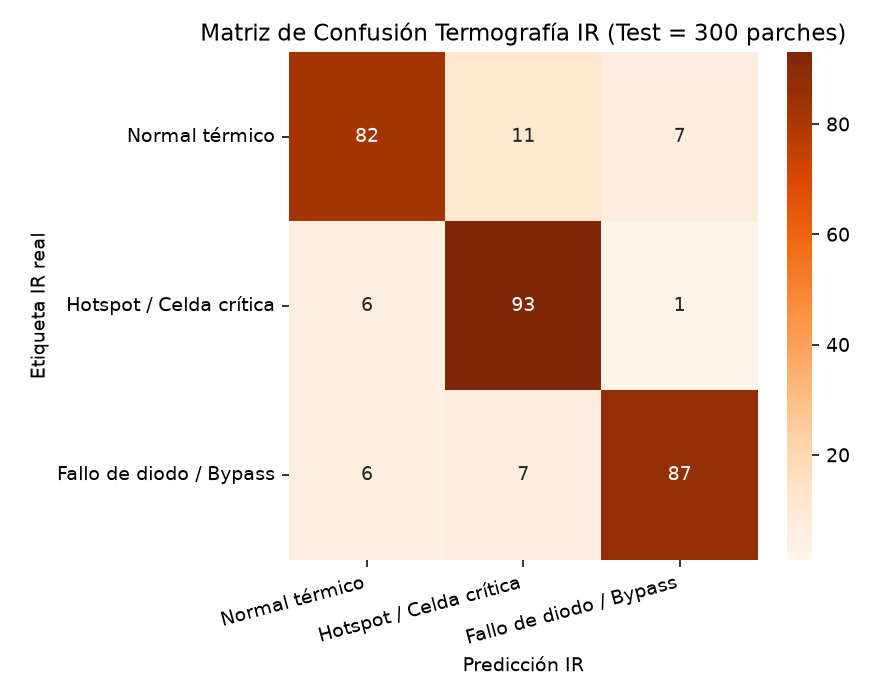 Matriz de Confusión Termografía IR (Test = 300 parches)
Etiqueta IR real
Normal térmico
82 11 7
Hotspot / Celda crítica
6 93 1
Fallo de diodo / Bypass
6 7 87
Normal térmico
Hotspot / Celda crítica
Fallo de diodo / Bypass
Predicción IR
80
60
40
20